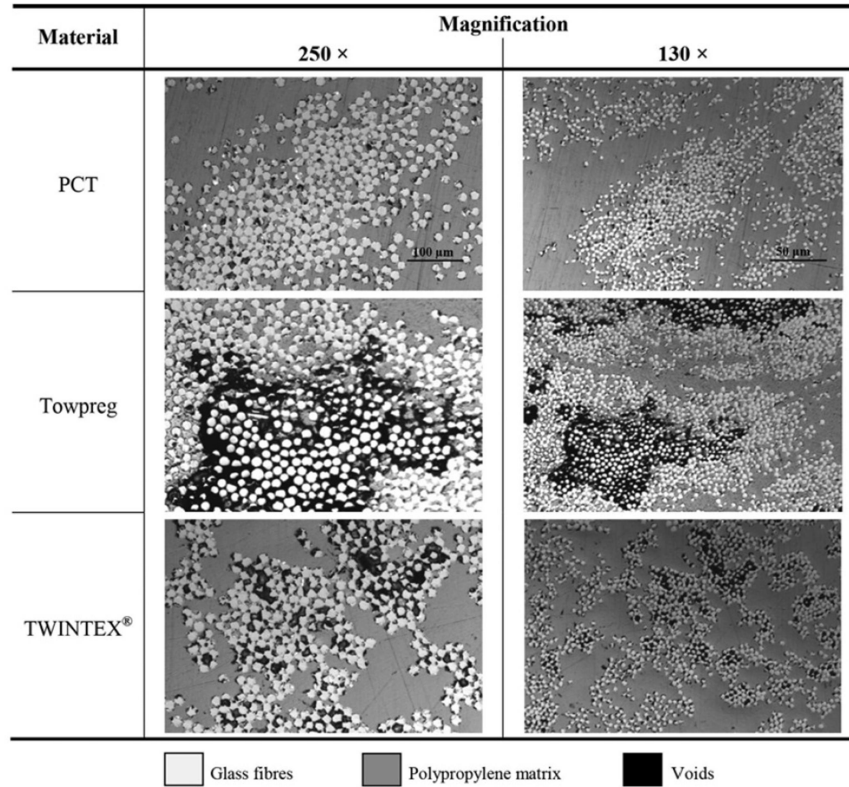 Material
Magnification
250 ×
130 ×
PCT
100 μm
50 μm
Towpreg
TWINTEX®
Glass fibres
Polypropylene matrix
Voids